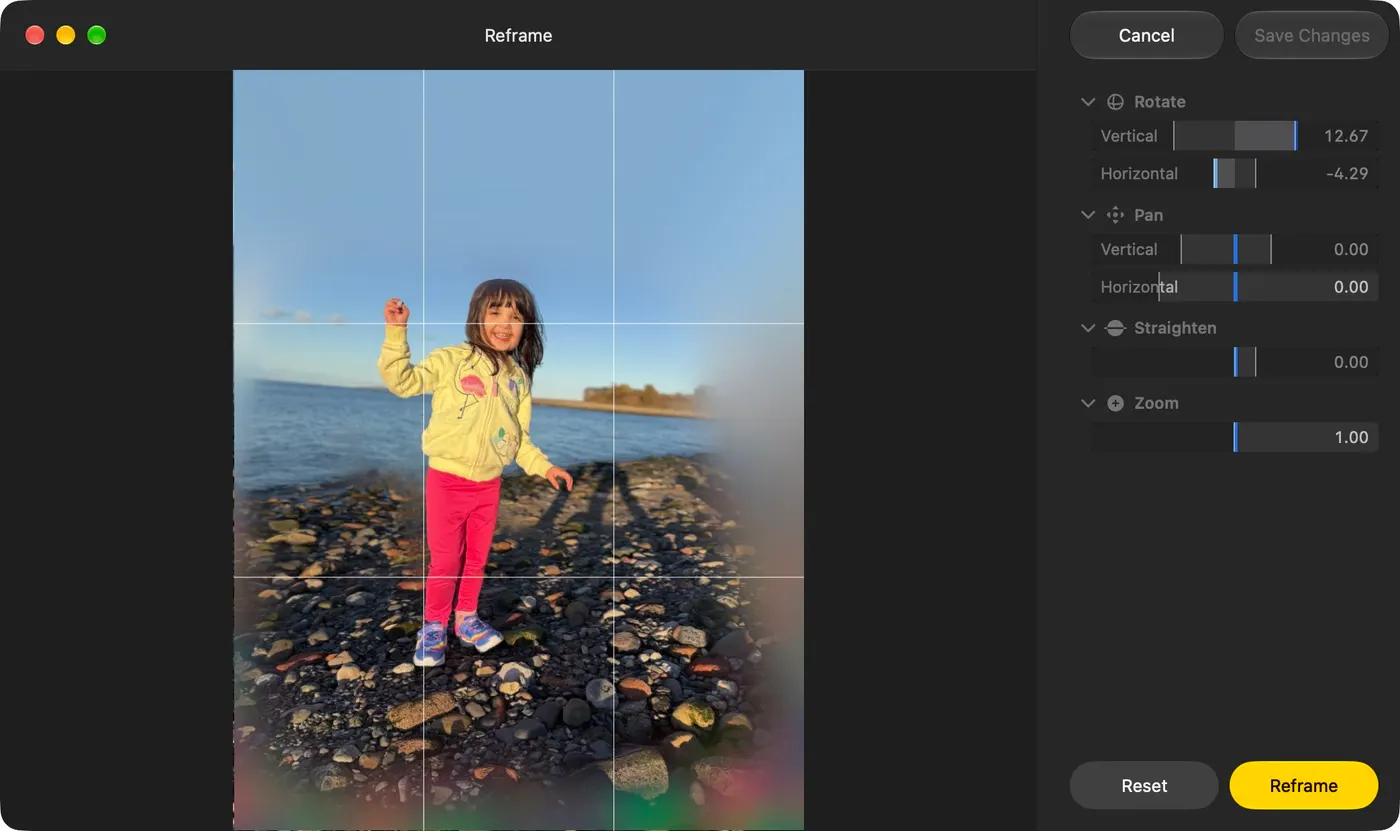 Reframe
Cancel
Save Changes
Rotate
Vertical 12.67
Horizontal -4.29
Pan
Vertical 0.00
Horizontal 0.00
Straighten
0.00
Zoom
1.00
Reset
Reframe